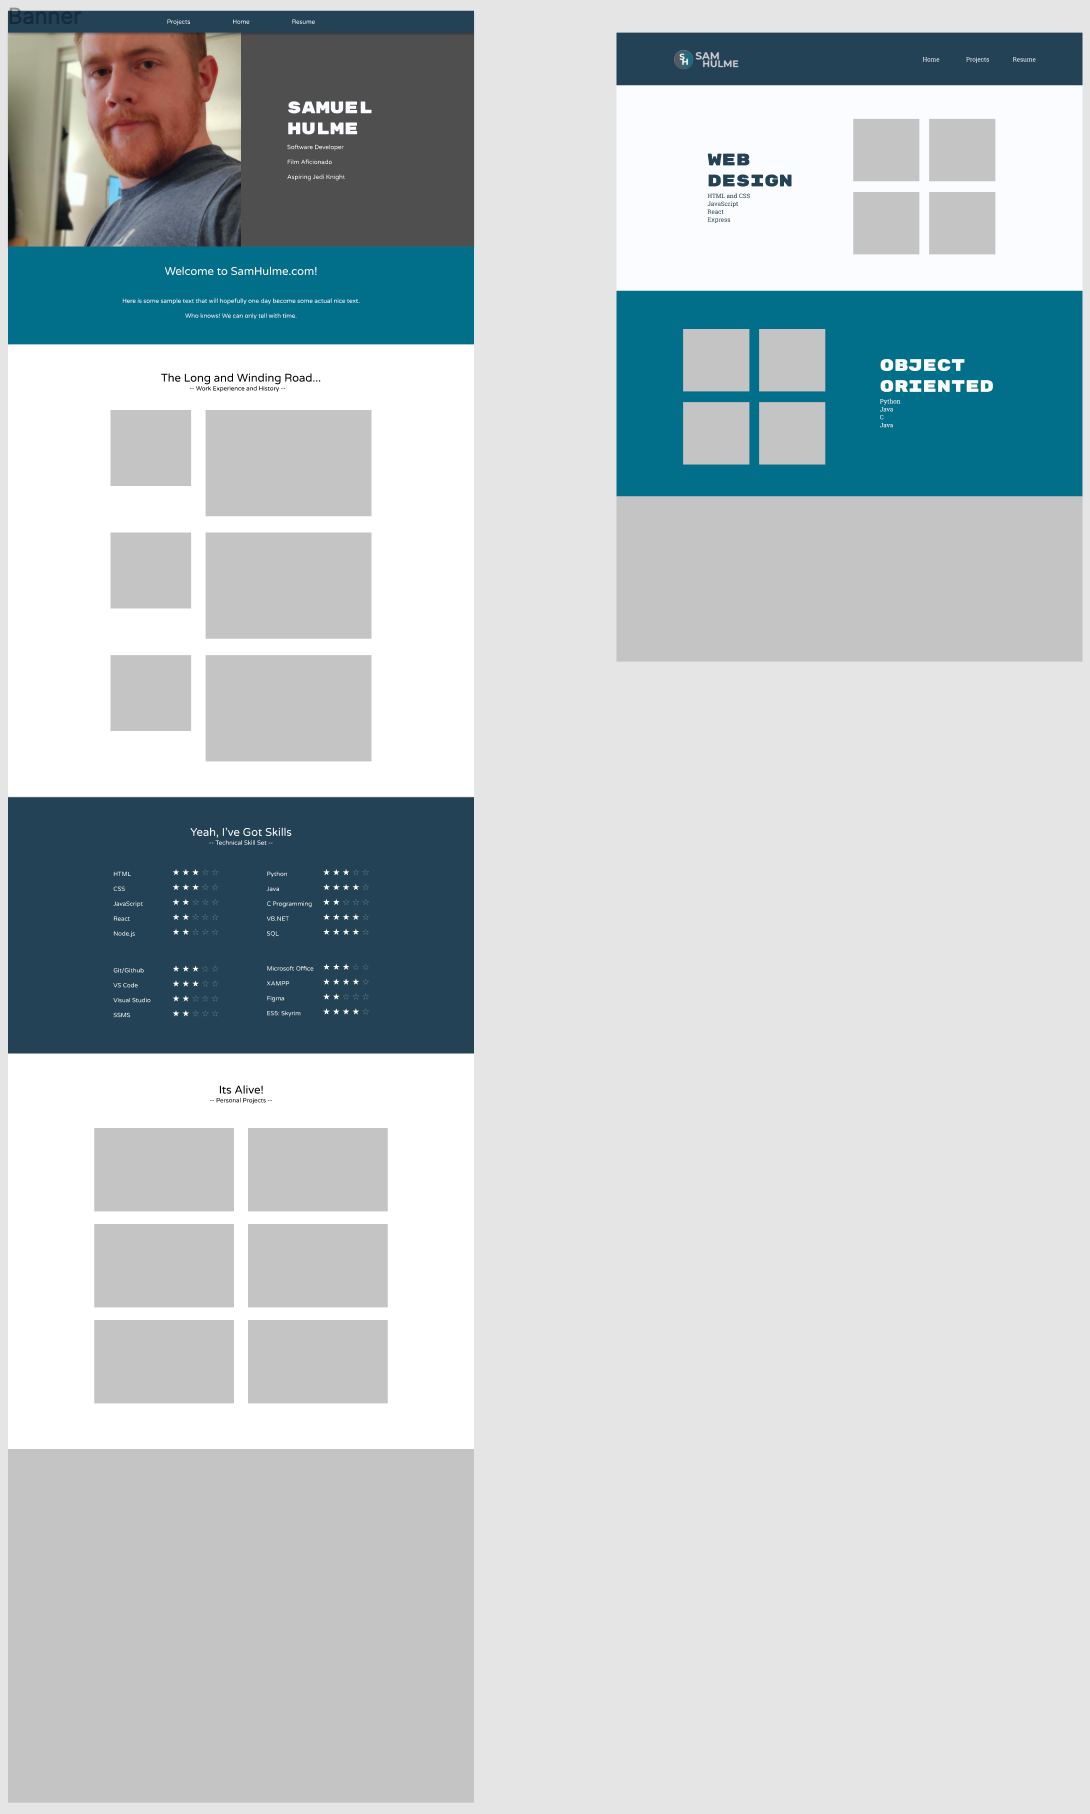 Banner
Projects Home Resume
SAMUEL
HULME
Software Developer
Film Aficionado
Aspiring Jedi Knight
Welcome to SamHulme.com!
Here is some sample text that will hopefully one day become some actual nice text.
Who knows! We can only tell with time.
The Long and Winding Road...
-- Work Experience and History --
Yeah, I've Got Skills
-- Technical Skill Set --
HTML ★ ★ ★ ☆ ☆
CSS ★ ★ ★ ☆ ☆
JavaScript ★ ★ ☆ ☆ ☆
React ★ ★ ☆ ☆ ☆
Node.js ★ ★ ☆ ☆ ☆
Python ★ ★ ★ ☆ ☆
Java ★ ★ ★ ★ ☆
C Programming ★ ★ ☆ ☆ ☆
VB.NET ★ ★ ★ ★ ☆
SQL ★ ★ ★ ★ ☆
Git/Github ★ ★ ★ ☆ ☆
VS Code ★ ★ ★ ☆ ☆
Visual Studio ★ ★ ☆ ☆ ☆
SSMS ★ ★ ☆ ☆ ☆
Microsoft Office ★ ★ ★ ☆ ☆
XAMPP ★ ★ ★ ★ ☆
Figma ★ ★ ☆ ☆ ☆
ES5: Skyrim ★ ★ ★ ★ ☆
Its Alive!
-- Personal Projects --
SH
SAM
HULME
Home Projects Resume
WEB
DESIGN
HTML and CSS
JavaScript
React
Express
OBJECT
ORIENTED
Python
Java
C
Java